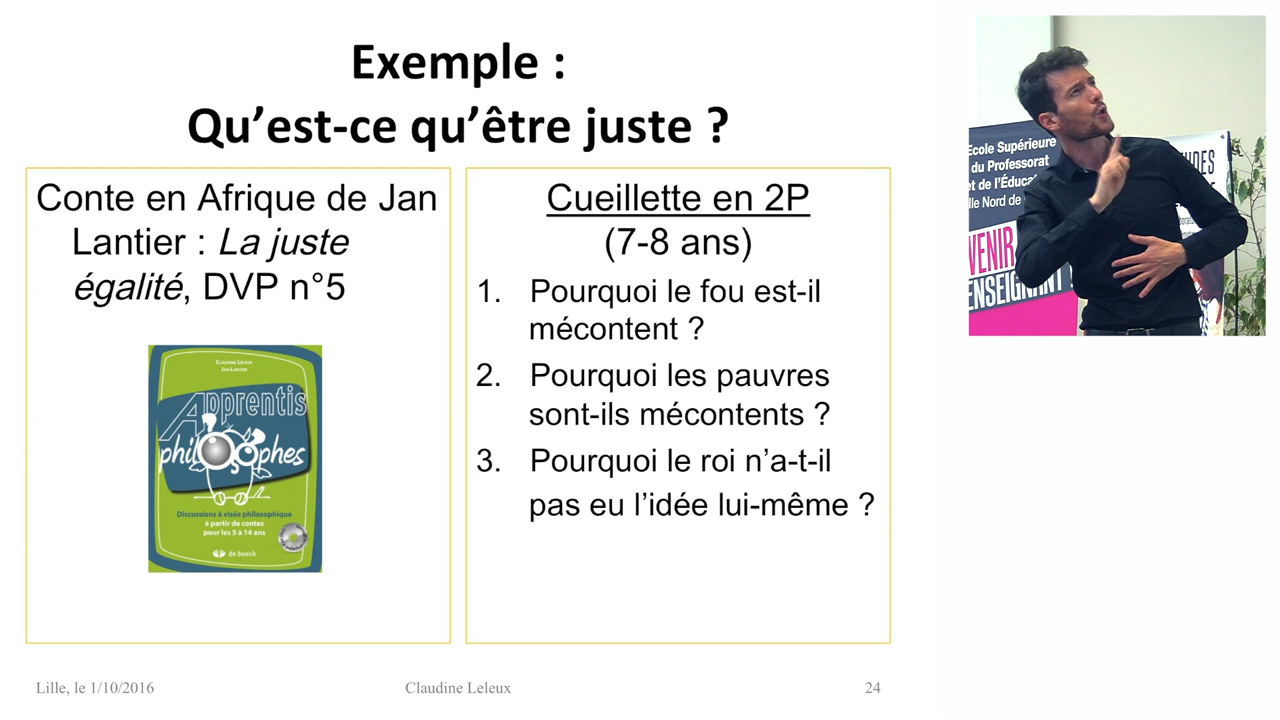 Exemple :
Qu’est-ce qu’être juste ?
Conte en Afrique de Jan
Lantier : La juste
égalité, DVP n°5
CLAUDINE LELEUX
JAN LANTIER
Apprentis
philosophes
Discussions à visée philosophique
à partir de contes
pour les 5 à 14 ans
de boeck
Cueillette en 2P
(7-8 ans)
1. Pourquoi le fou est-il
mécontent ?
2. Pourquoi les pauvres
sont-ils mécontents ?
3. Pourquoi le roi n’a-t-il
pas eu l’idée lui-même ?
Lille, le 1/10/2016
Claudine Leleux
24
Ecole Supérieure
du Professorat
et de l’Éduca
lle Nord de
VENIR
ENSEIGNANT